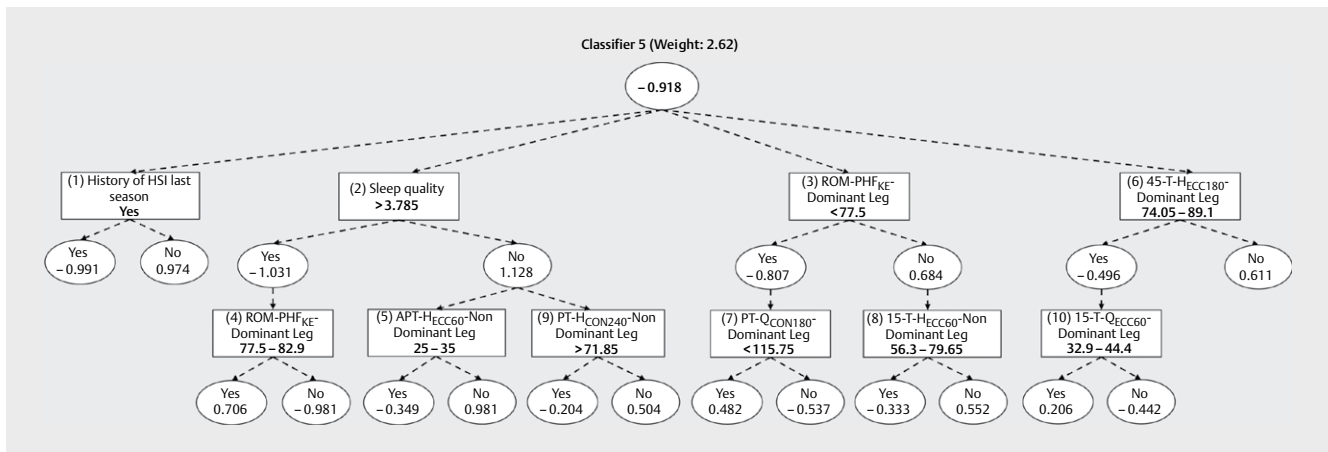 Classifier 5 (Weight: 2.62)
– 0.918
(1) History of HSI last
season
Yes
(2) Sleep quality
>3.785
(3) ROM-PHFKE-
Dominant Leg
<77.5
(6) 45-T-HECC180-
Dominant Leg
74.05 – 89.1
Yes
– 0.991
No
0.974
Yes
– 1.031
No
1.128
Yes
– 0.807
No
0.684
Yes
– 0.496
No
0.611
(4) ROM-PHFKE-
Dominant Leg
77.5 – 82.9
(5) APT-HECC60-Non
Dominant Leg
25 – 35
(9) PT-HCON240-Non
Dominant Leg
>71.85
(7) PT-QCON180-
Dominant Leg
<115.75
(8) 15-T-HECC60-Non
Dominant Leg
56.3 – 79.65
(10) 15-T-QECC60-
Dominant Leg
32.9 – 44.4
Yes
0.706
No
– 0.981
Yes
– 0.349
No
0.981
Yes
– 0.204
No
0.504
Yes
0.482
No
– 0.537
Yes
– 0.333
No
0.552
Yes
0.206
No
– 0.442